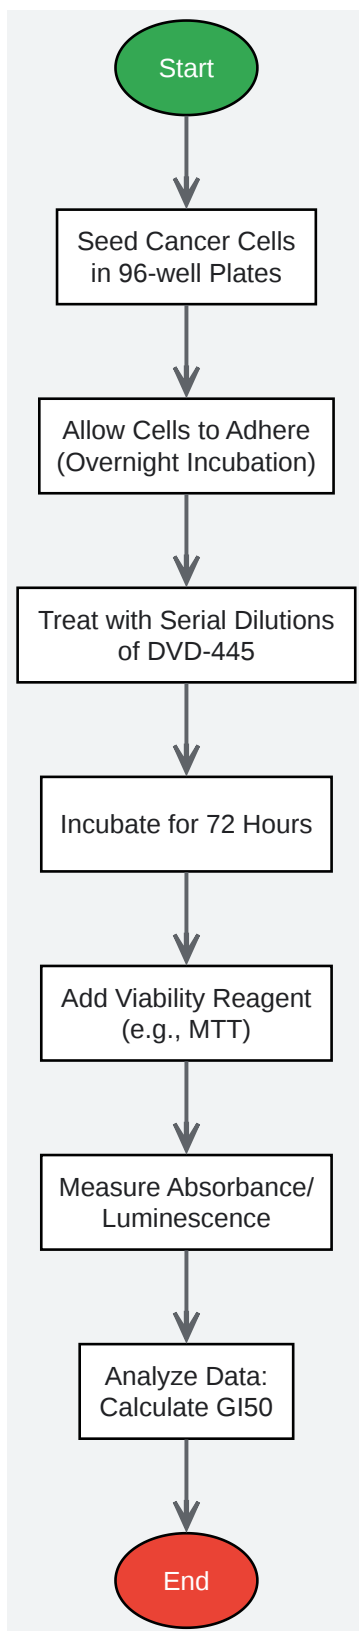 Start
Seed Cancer Cells
in 96-well Plates
Allow Cells to Adhere
(Overnight Incubation)
Treat with Serial Dilutions
of DVD-445
Incubate for 72 Hours
Add Viability Reagent
(e.g., MTT)
Measure Absorbance/
Luminescence
Analyze Data:
Calculate GI50
End